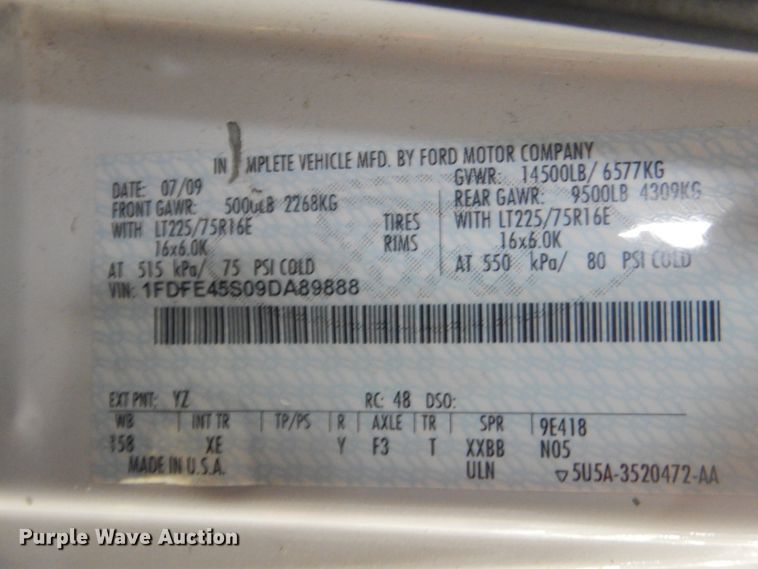 INCOMPLETE VEHICLE MFD. BY FORD MOTOR COMPANY
DATE: 07/09 GVWR: 14500LB/ 6577KG
FRONT GAWR: 5000LB 2268KG REAR GAWR: 9500LB 4309KG
WITH LT225/75R16E TIRES WITH LT225/75R16E
16x6.0K RIMS 16x6.0K
AT 515 kPa/ 75 PSI COLD AT 550 kPa/ 80 PSI COLD
VIN: 1FDFE45S09DA89888
EXT PNT: YZ RC: 48 DSO:
WB INT TR TP/PS R AXLE TR SPR 9E418
158 XE Y F3 T XXBB N05
MADE IN U.S.A. ULN ▽5U5A-3520472-AA
Purple Wave Auction